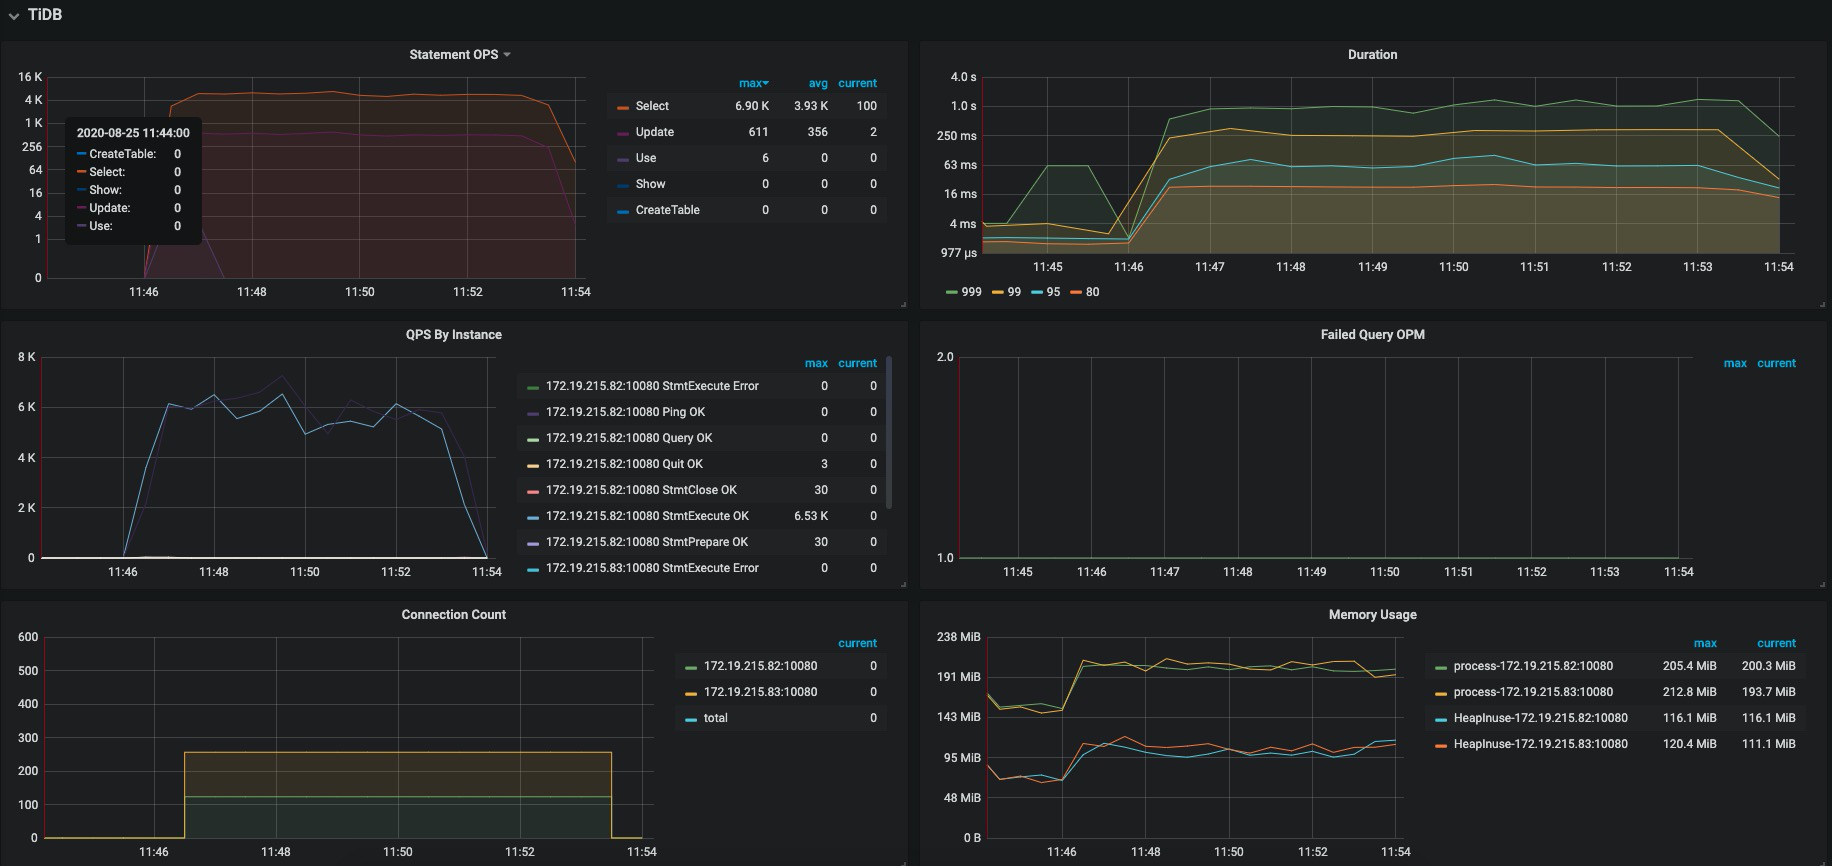 TiDB
Statement OPS
16 K
4 K
1 K
256
64
16
4
1
0
11:46 11:48 11:50 11:52 11:54
2020-08-25 11:44:00
CreateTable: 0
Select: 0
Show: 0
Update: 0
Use: 0
max avg current
Select 6.90 K 3.93 K 100
Update 611 356 2
Use 6 0 0
Show 0 0 0
CreateTable 0 0 0
Duration
4.0 s
1.0 s
250 ms
63 ms
16 ms
4 ms
977 µs
11:45 11:46 11:47 11:48 11:49 11:50 11:51 11:52 11:53 11:54
999 99 95 80
QPS By Instance
8 K
6 K
4 K
2 K
0
11:46 11:48 11:50 11:52 11:54
max current
172.19.215.82:10080 StmtExecute Error 0 0
172.19.215.82:10080 Ping OK 0 0
172.19.215.82:10080 Query OK 0 0
172.19.215.82:10080 Quit OK 3 0
172.19.215.82:10080 StmtClose OK 30 0
172.19.215.82:10080 StmtExecute OK 6.53 K 0
172.19.215.82:10080 StmtPrepare OK 30 0
172.19.215.83:10080 StmtExecute Error 0 0
Failed Query OPM
2.0
1.0
11:45 11:46 11:47 11:48 11:49 11:50 11:51 11:52 11:53 11:54
max current
Connection Count
600
500
400
300
200
100
0
11:46 11:48 11:50 11:52 11:54
current
172.19.215.82:10080 0
172.19.215.83:10080 0
total 0
Memory Usage
238 MiB
191 MiB
143 MiB
95 MiB
48 MiB
0 B
11:46 11:48 11:50 11:52 11:54
max current
process-172.19.215.82:10080 205.4 MiB 200.3 MiB
process-172.19.215.83:10080 212.8 MiB 193.7 MiB
HeapInuse-172.19.215.82:10080 116.1 MiB 116.1 MiB
HeapInuse-172.19.215.83:10080 120.4 MiB 111.1 MiB